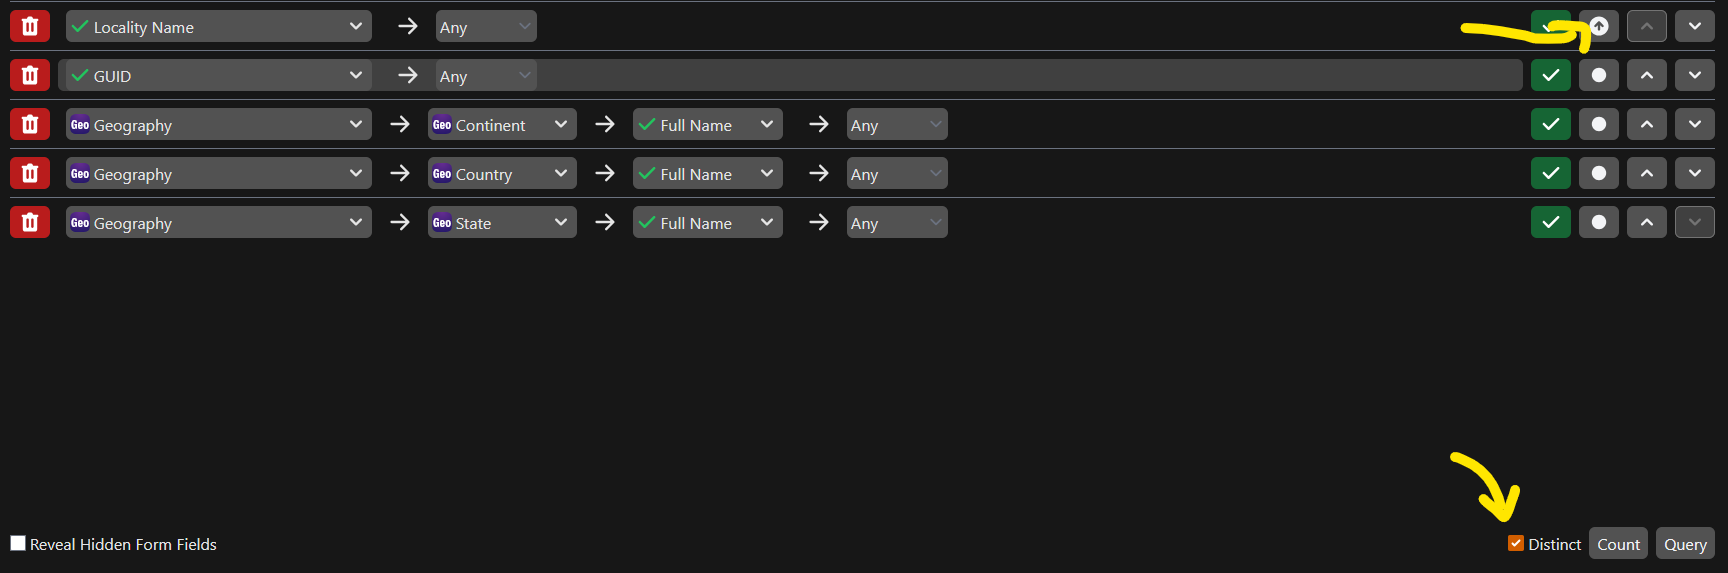 Locality Name Any
GUID Any
Geo Geography Geo Continent Full Name Any
Geo Geography Geo Country Full Name Any
Geo Geography Geo State Full Name Any
Reveal Hidden Form Fields Distinct Count Query